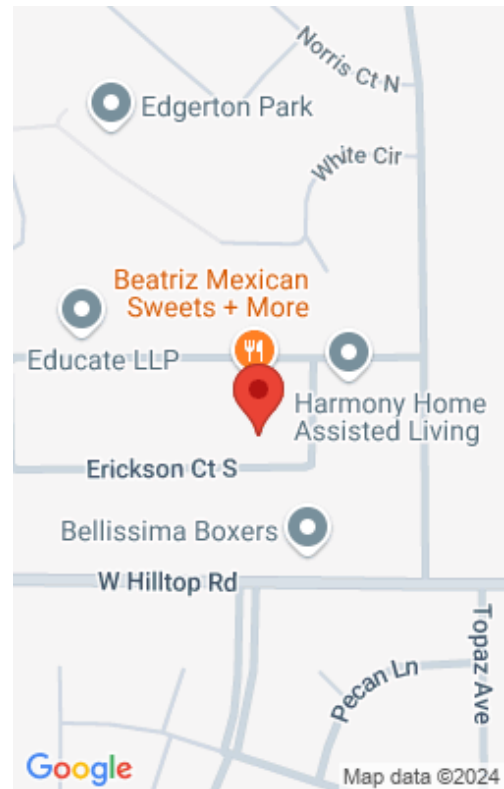 Norris Ct N
Edgerton Park
White Cir
Beatriz Mexican
Sweets + More
Educate LLP
Harmony Home
Assisted Living
Erickson Ct S
Bellissima Boxers
W Hilltop Rd
Topaz Ave
Pecan Ln
Google
Map data ©2024